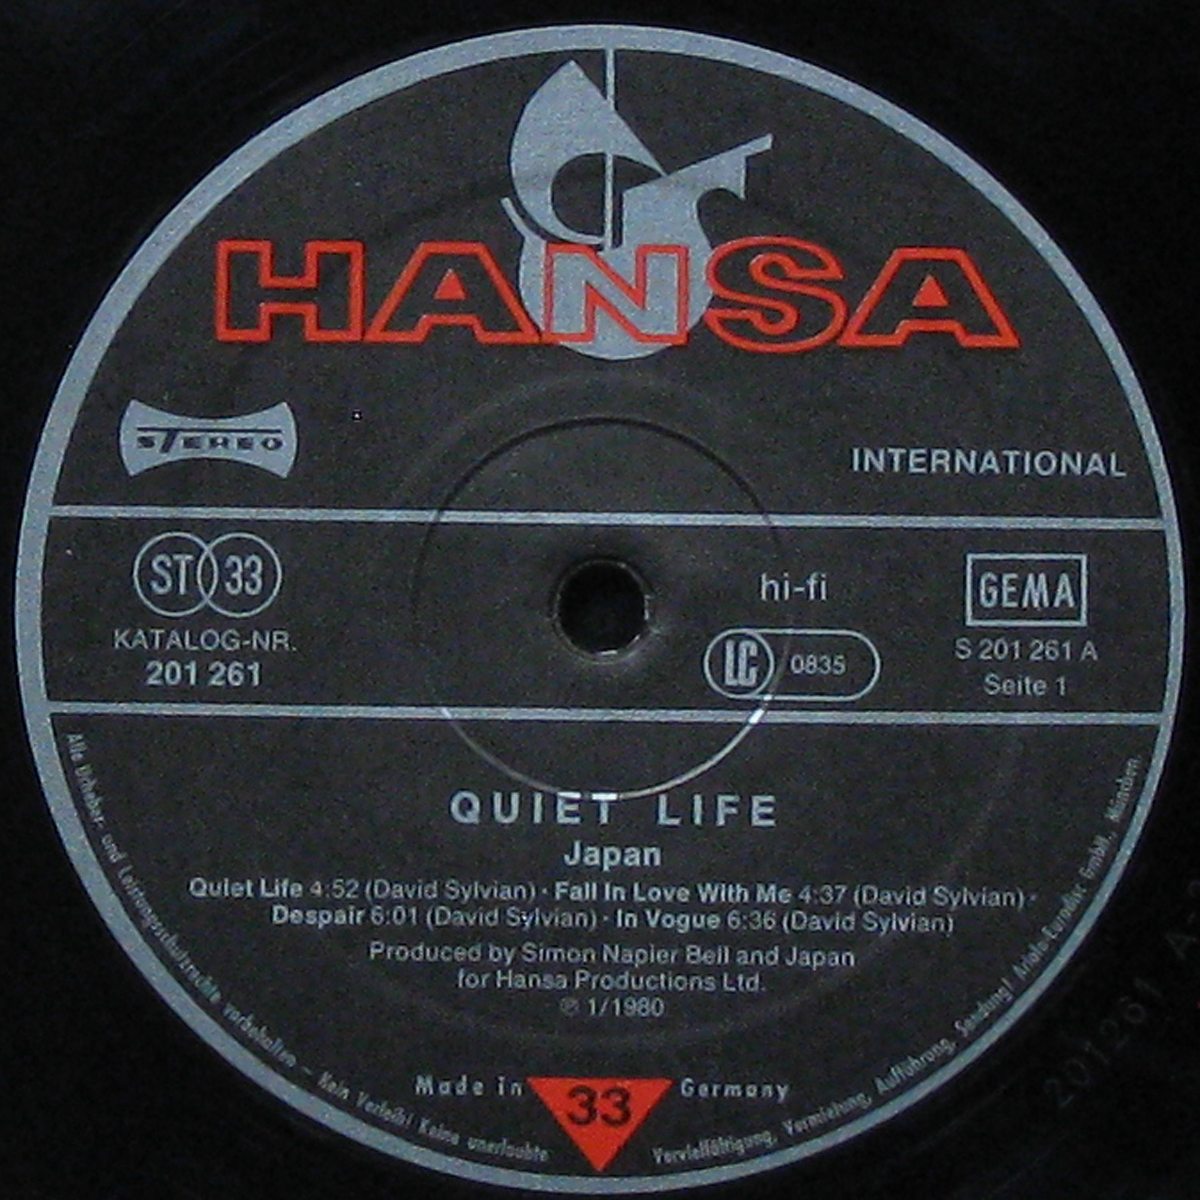 HANSA
STEREO
INTERNATIONAL
ST 33
KATALOG-NR.
201 261
hi-fi
LC 0835
GEMA
S 201 261 A
Seite 1
QUIET LIFE
Japan
Quiet Life 4:52 (David Sylvian) · Fall In Love With Me 4:37 (David Sylvian) ·
Despair 6:01 (David Sylvian) · In Vogue 6:36 (David Sylvian)
Produced by Simon Napier Bell and Japan
for Hansa Productions Ltd.
℗ 1/1980
Made in 33 Germany
Alle Urheber- und Leistungsschutzrechte vorbehalten – Kein Verleih! Keine unerlaubte Vervielfältigung, Vermietung, Aufführung, Sendung! Ariola-Eurodisc GmbH, München
201261 A